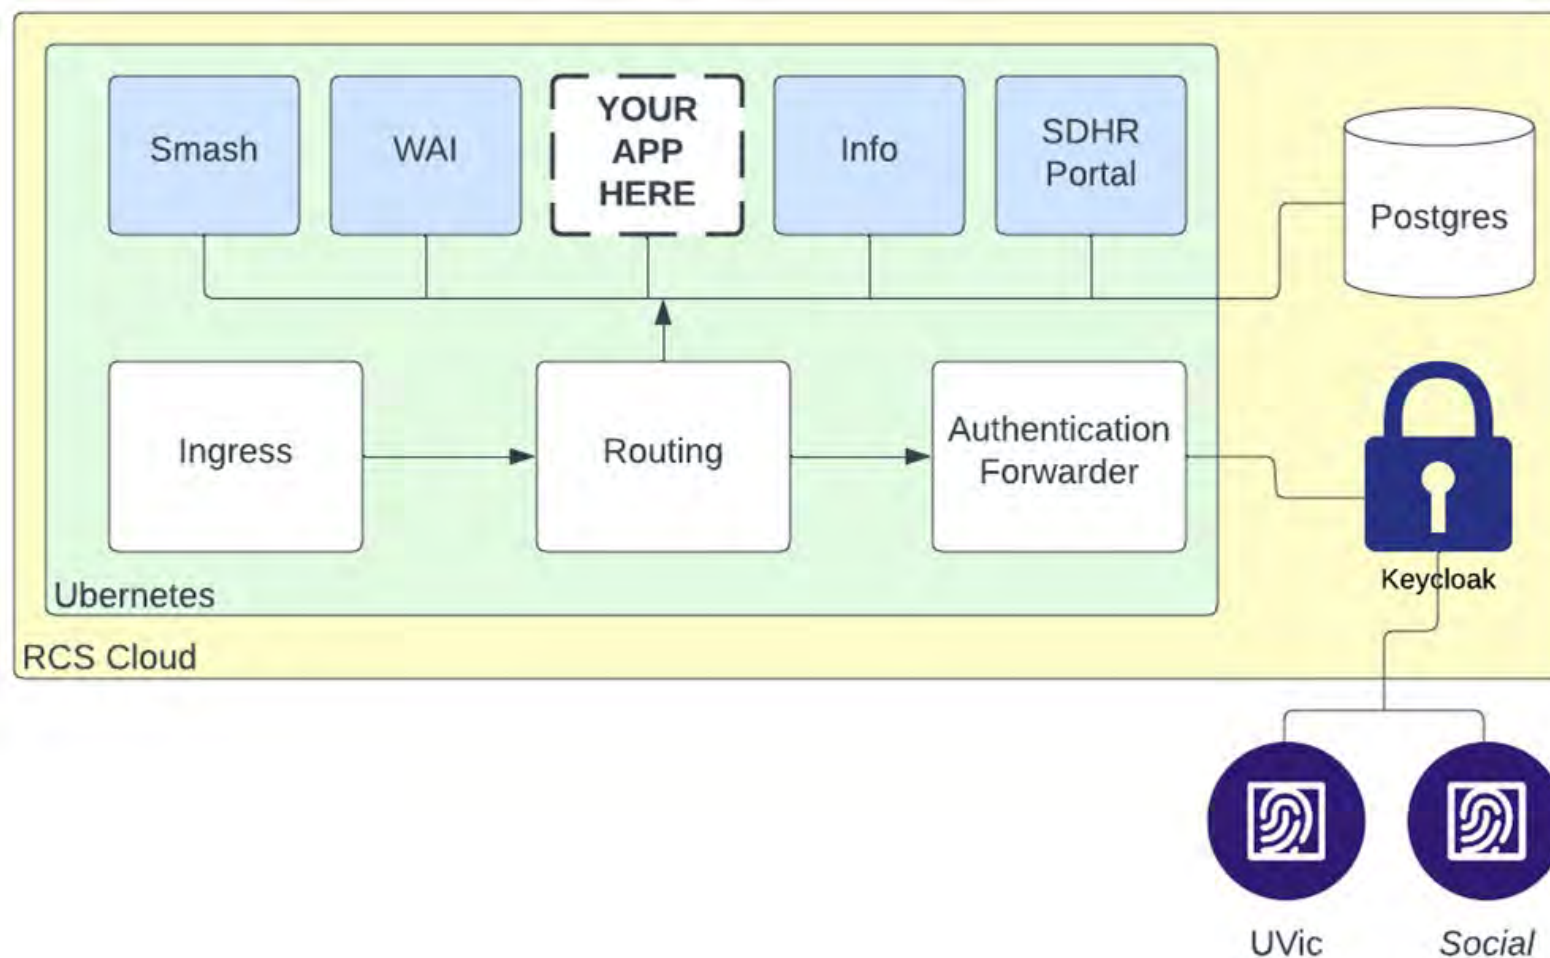 Smash
WAI
YOUR
APP
HERE
Info
SDHR
Portal
Postgres
Ingress
Routing
Authentication
Forwarder
Keycloak
Ubernetes
RCS Cloud
UVic
Social